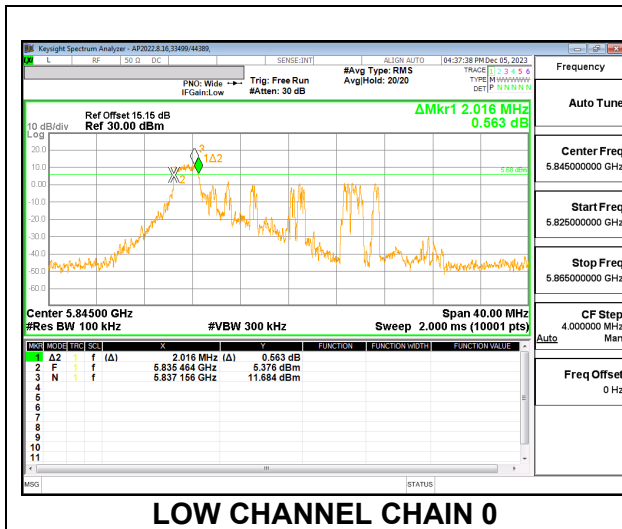 Keysight Spectrum Analyzer - AP2022.8.16,33499/44389,
L RF 50 Ω DC SENSE:INT ALIGN AUTO 04:37:38 PM Dec 05, 2023
Frequency
PNO: Wide
IFGain:Low
Trig: Free Run
#Atten: 30 dB
#Avg Type: RMS
Avg|Hold: 20/20
TRACE 1 2 3 4 5 6
TYPE M WWWWW
DET P N N N N N
Auto Tune
Ref Offset 15.15 dB
10 dB/div Ref 30.00 dBm
Log
ΔMkr1 2.016 MHz
0.563 dB
20.0
10.0
0.00
-10.0
-20.0
-30.0
-40.0
-50.0
-60.0
3
1Δ2
2
5.68 dBm
Center Freq
5.845000000 GHz
Start Freq
5.825000000 GHz
Stop Freq
5.865000000 GHz
Center 5.84500 GHz Span 40.00 MHz
#Res BW 100 kHz #VBW 300 kHz Sweep 2.000 ms (10001 pts)
CF Step
4.000000 MHz
Auto Man
MKR MODE TRC SCL X Y FUNCTION FUNCTION WIDTH FUNCTION VALUE
1 Δ2 1 f (Δ) 2.016 MHz (Δ) 0.563 dB
2 F 1 f 5.835 464 GHz 5.376 dBm
3 N 1 f 5.837 156 GHz 11.684 dBm
4
5
6
7
8
9
10
11
Freq Offset
0 Hz
MSG STATUS
LOW CHANNEL CHAIN 0